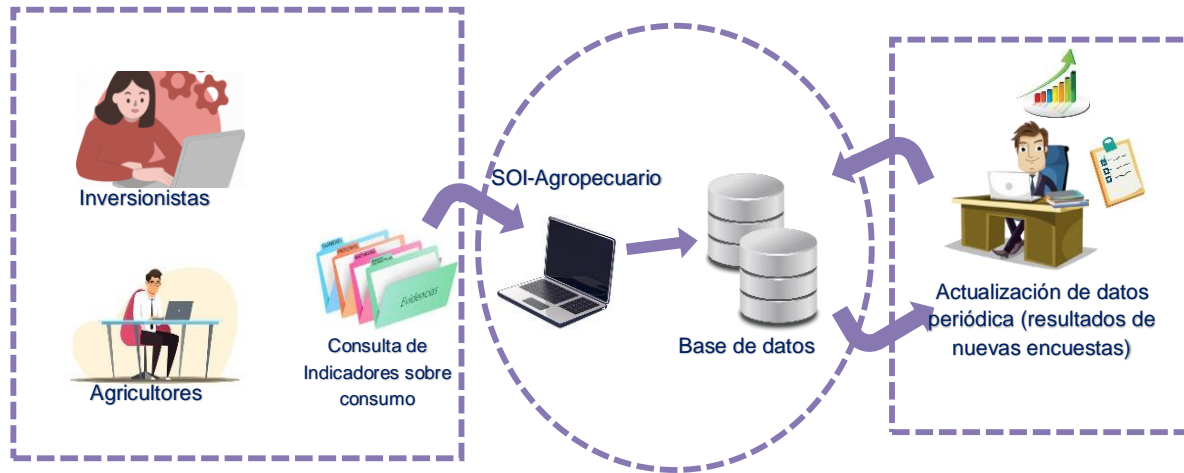 Inversionistas
Agricultores
Evidencias
Consulta de
Indicadores sobre
consumo
SOI-Agropecuario
Base de datos
Actualización de datos
periódica (resultados de
nuevas encuestas)